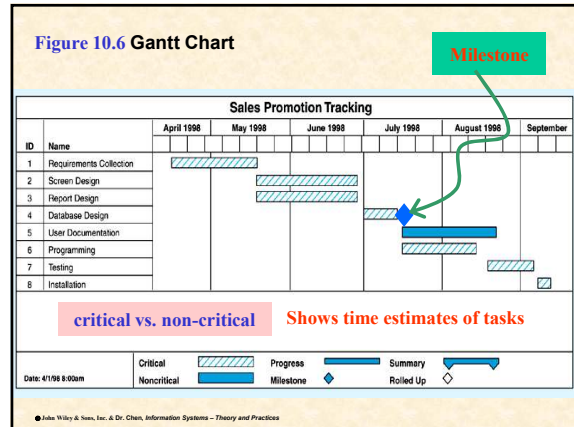 Figure 10.6 Gantt Chart
Milestone
Sales Promotion Tracking
April 1998 May 1998 June 1998 July 1998 August 1998 September
ID Name
1 Requirements Collection
2 Screen Design
3 Report Design
4 Database Design
5 User Documentation
6 Programming
7 Testing
8 Installation
critical vs. non-critical Shows time estimates of tasks
Critical Progress Summary
Date: 4/1/98 8:00am Noncritical Milestone Rolled Up
John Wiley & Sons, Inc. & Dr. Chen, Information Systems – Theory and Practices